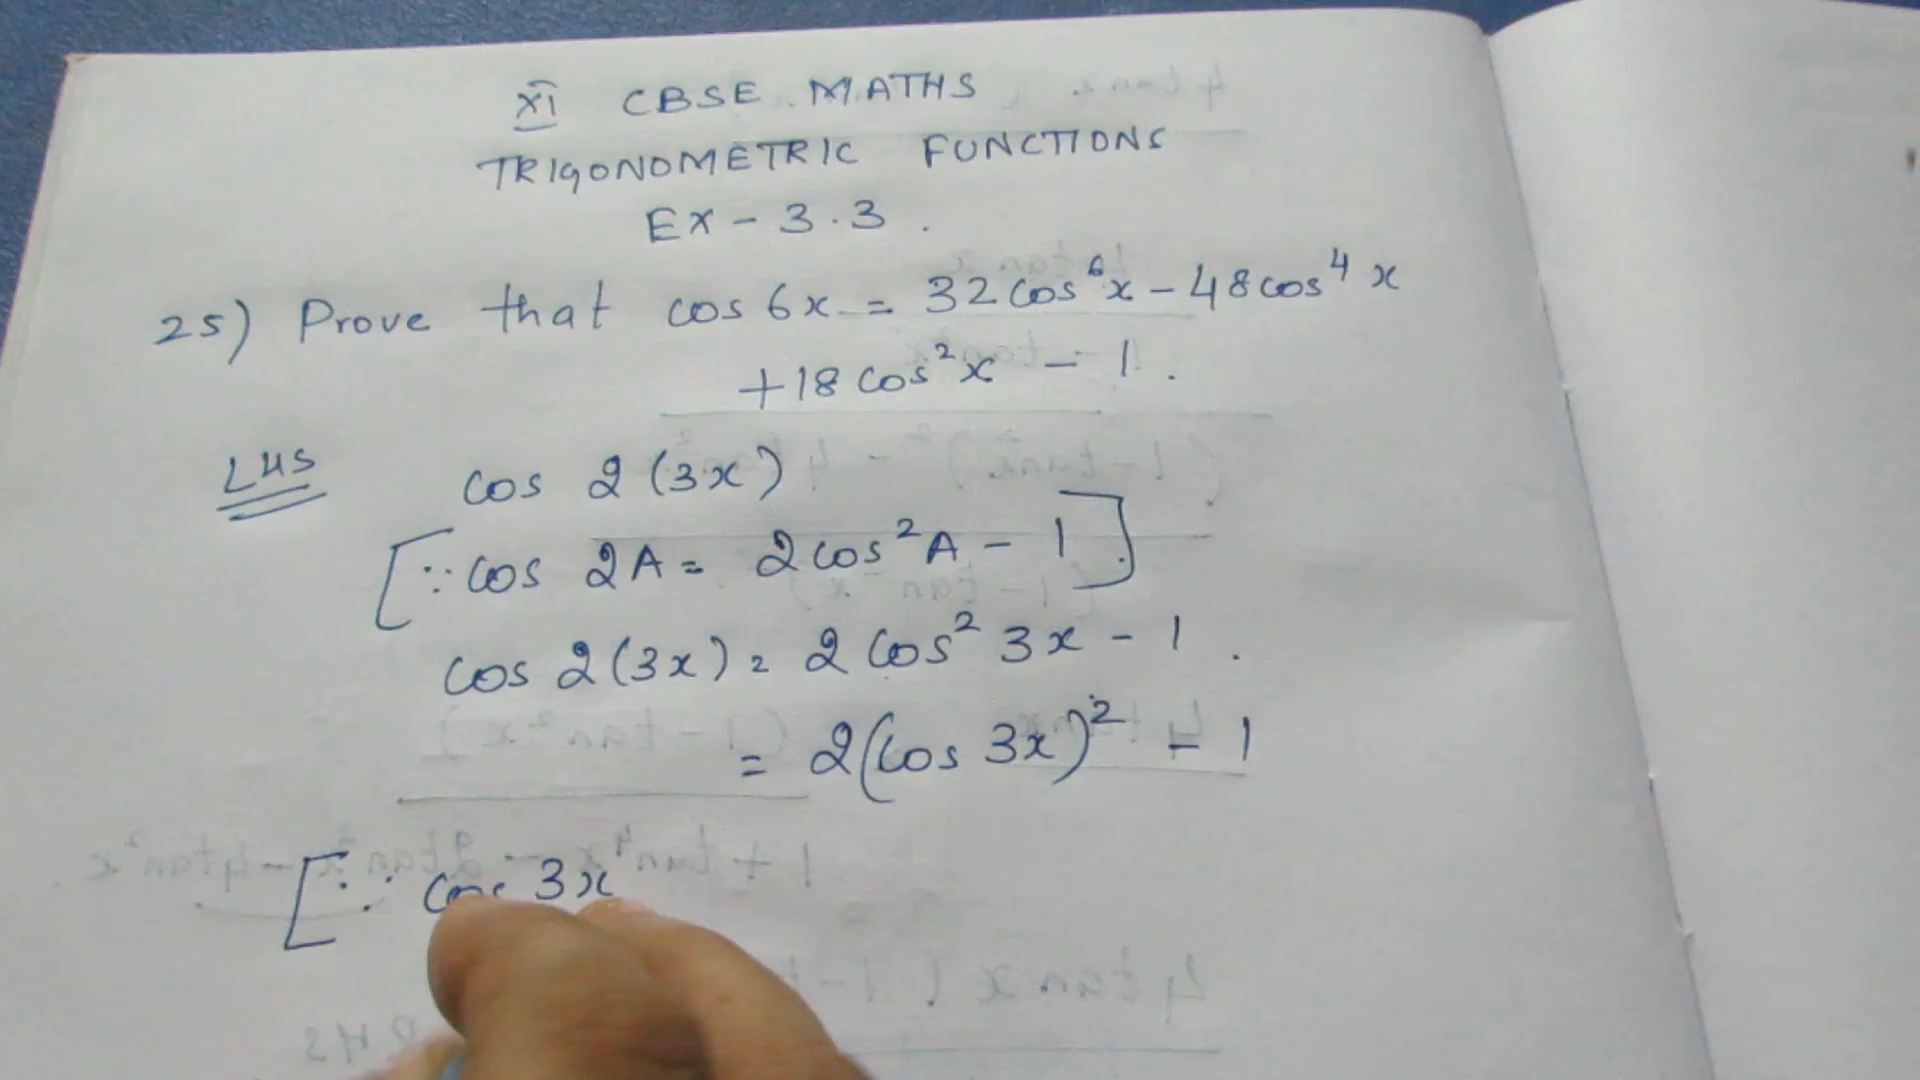 XI CBSE MATHS
TRIGONOMETRIC FUNCTIONS
EX - 3.3.
25) Prove that cos 6x = 32 cos⁶x - 48 cos⁴ x
+ 18 cos²x - 1.
LHS cos 2 (3x)
[∵ cos 2A = 2 cos²A - 1].
cos 2(3x) = 2 cos² 3x - 1.
= 2(cos 3x)² - 1
[∵ cos 3x